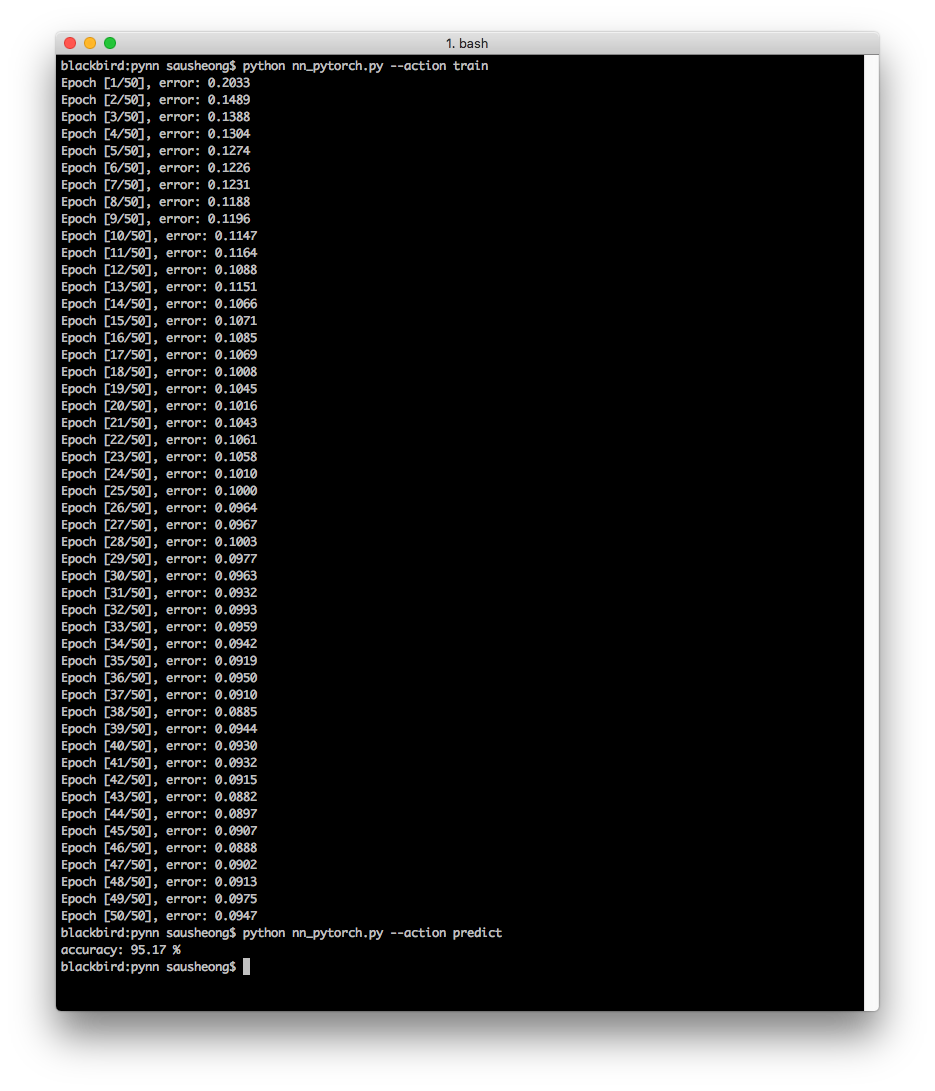 1. bash
blackbird:pynn sausheong$ python nn_pytorch.py --action train
Epoch [1/50], error: 0.2033
Epoch [2/50], error: 0.1489
Epoch [3/50], error: 0.1388
Epoch [4/50], error: 0.1304
Epoch [5/50], error: 0.1274
Epoch [6/50], error: 0.1226
Epoch [7/50], error: 0.1231
Epoch [8/50], error: 0.1188
Epoch [9/50], error: 0.1196
Epoch [10/50], error: 0.1147
Epoch [11/50], error: 0.1164
Epoch [12/50], error: 0.1088
Epoch [13/50], error: 0.1151
Epoch [14/50], error: 0.1066
Epoch [15/50], error: 0.1071
Epoch [16/50], error: 0.1085
Epoch [17/50], error: 0.1069
Epoch [18/50], error: 0.1008
Epoch [19/50], error: 0.1045
Epoch [20/50], error: 0.1016
Epoch [21/50], error: 0.1043
Epoch [22/50], error: 0.1061
Epoch [23/50], error: 0.1058
Epoch [24/50], error: 0.1010
Epoch [25/50], error: 0.1000
Epoch [26/50], error: 0.0964
Epoch [27/50], error: 0.0967
Epoch [28/50], error: 0.1003
Epoch [29/50], error: 0.0977
Epoch [30/50], error: 0.0963
Epoch [31/50], error: 0.0932
Epoch [32/50], error: 0.0993
Epoch [33/50], error: 0.0959
Epoch [34/50], error: 0.0942
Epoch [35/50], error: 0.0919
Epoch [36/50], error: 0.0950
Epoch [37/50], error: 0.0910
Epoch [38/50], error: 0.0885
Epoch [39/50], error: 0.0944
Epoch [40/50], error: 0.0930
Epoch [41/50], error: 0.0932
Epoch [42/50], error: 0.0915
Epoch [43/50], error: 0.0882
Epoch [44/50], error: 0.0897
Epoch [45/50], error: 0.0907
Epoch [46/50], error: 0.0888
Epoch [47/50], error: 0.0902
Epoch [48/50], error: 0.0913
Epoch [49/50], error: 0.0975
Epoch [50/50], error: 0.0947
blackbird:pynn sausheong$ python nn_pytorch.py --action predict
accuracy: 95.17 %
blackbird:pynn sausheong$